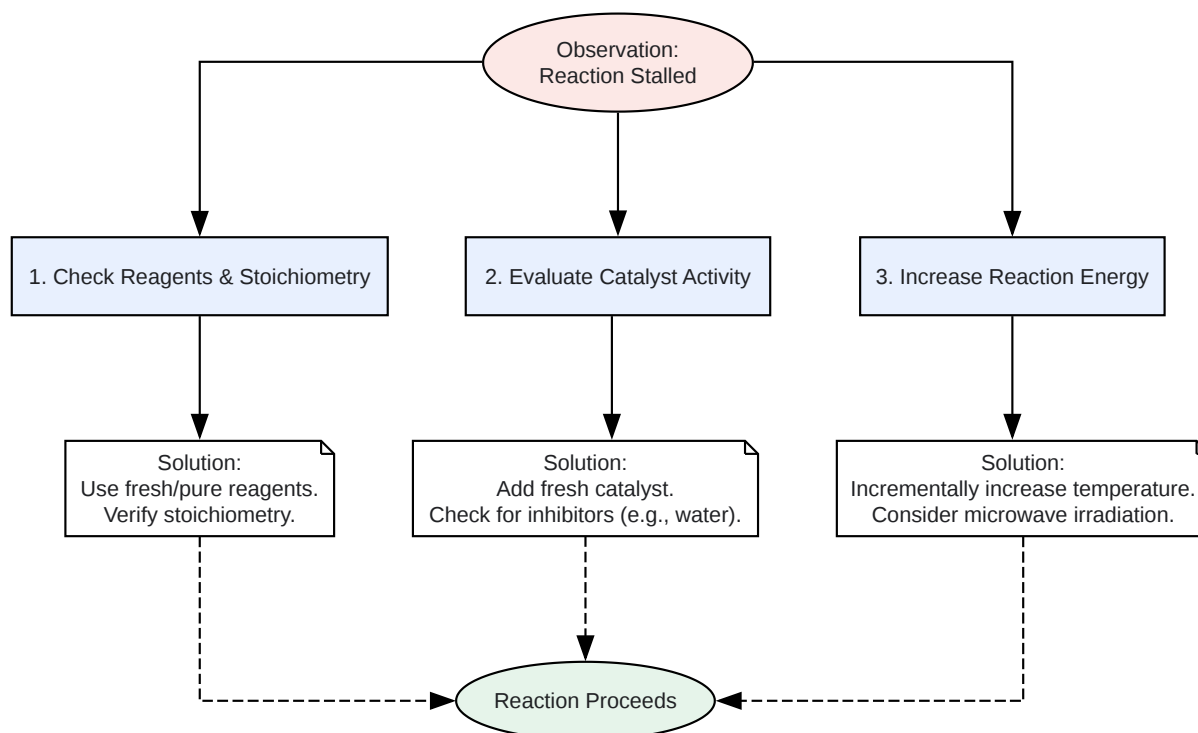 Observation:
Reaction Stalled
1. Check Reagents & Stoichiometry
2. Evaluate Catalyst Activity
3. Increase Reaction Energy
Solution:
Use fresh/pure reagents.
Verify stoichiometry.
Solution:
Add fresh catalyst.
Check for inhibitors (e.g., water).
Solution:
Incrementally increase temperature.
Consider microwave irradiation.
Reaction Proceeds